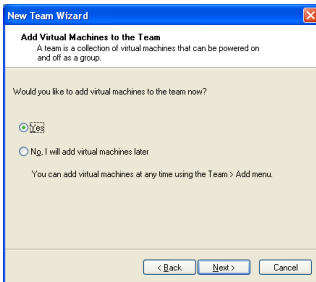 New Team Wizard
Add Virtual Machines to the Team
A team is a collection of virtual machines that can be powered on
and off as a group.
Would you like to add virtual machines to the team now?
Yes
No, I will add virtual machines later
You can add virtual machines at any time using the Team > Add menu.
< Back Next > Cancel